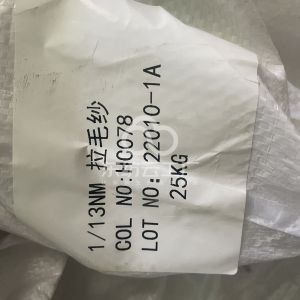 1/13NM 拉毛纱
COL NO:HC078
LOT NO: 22010-1A
25KG